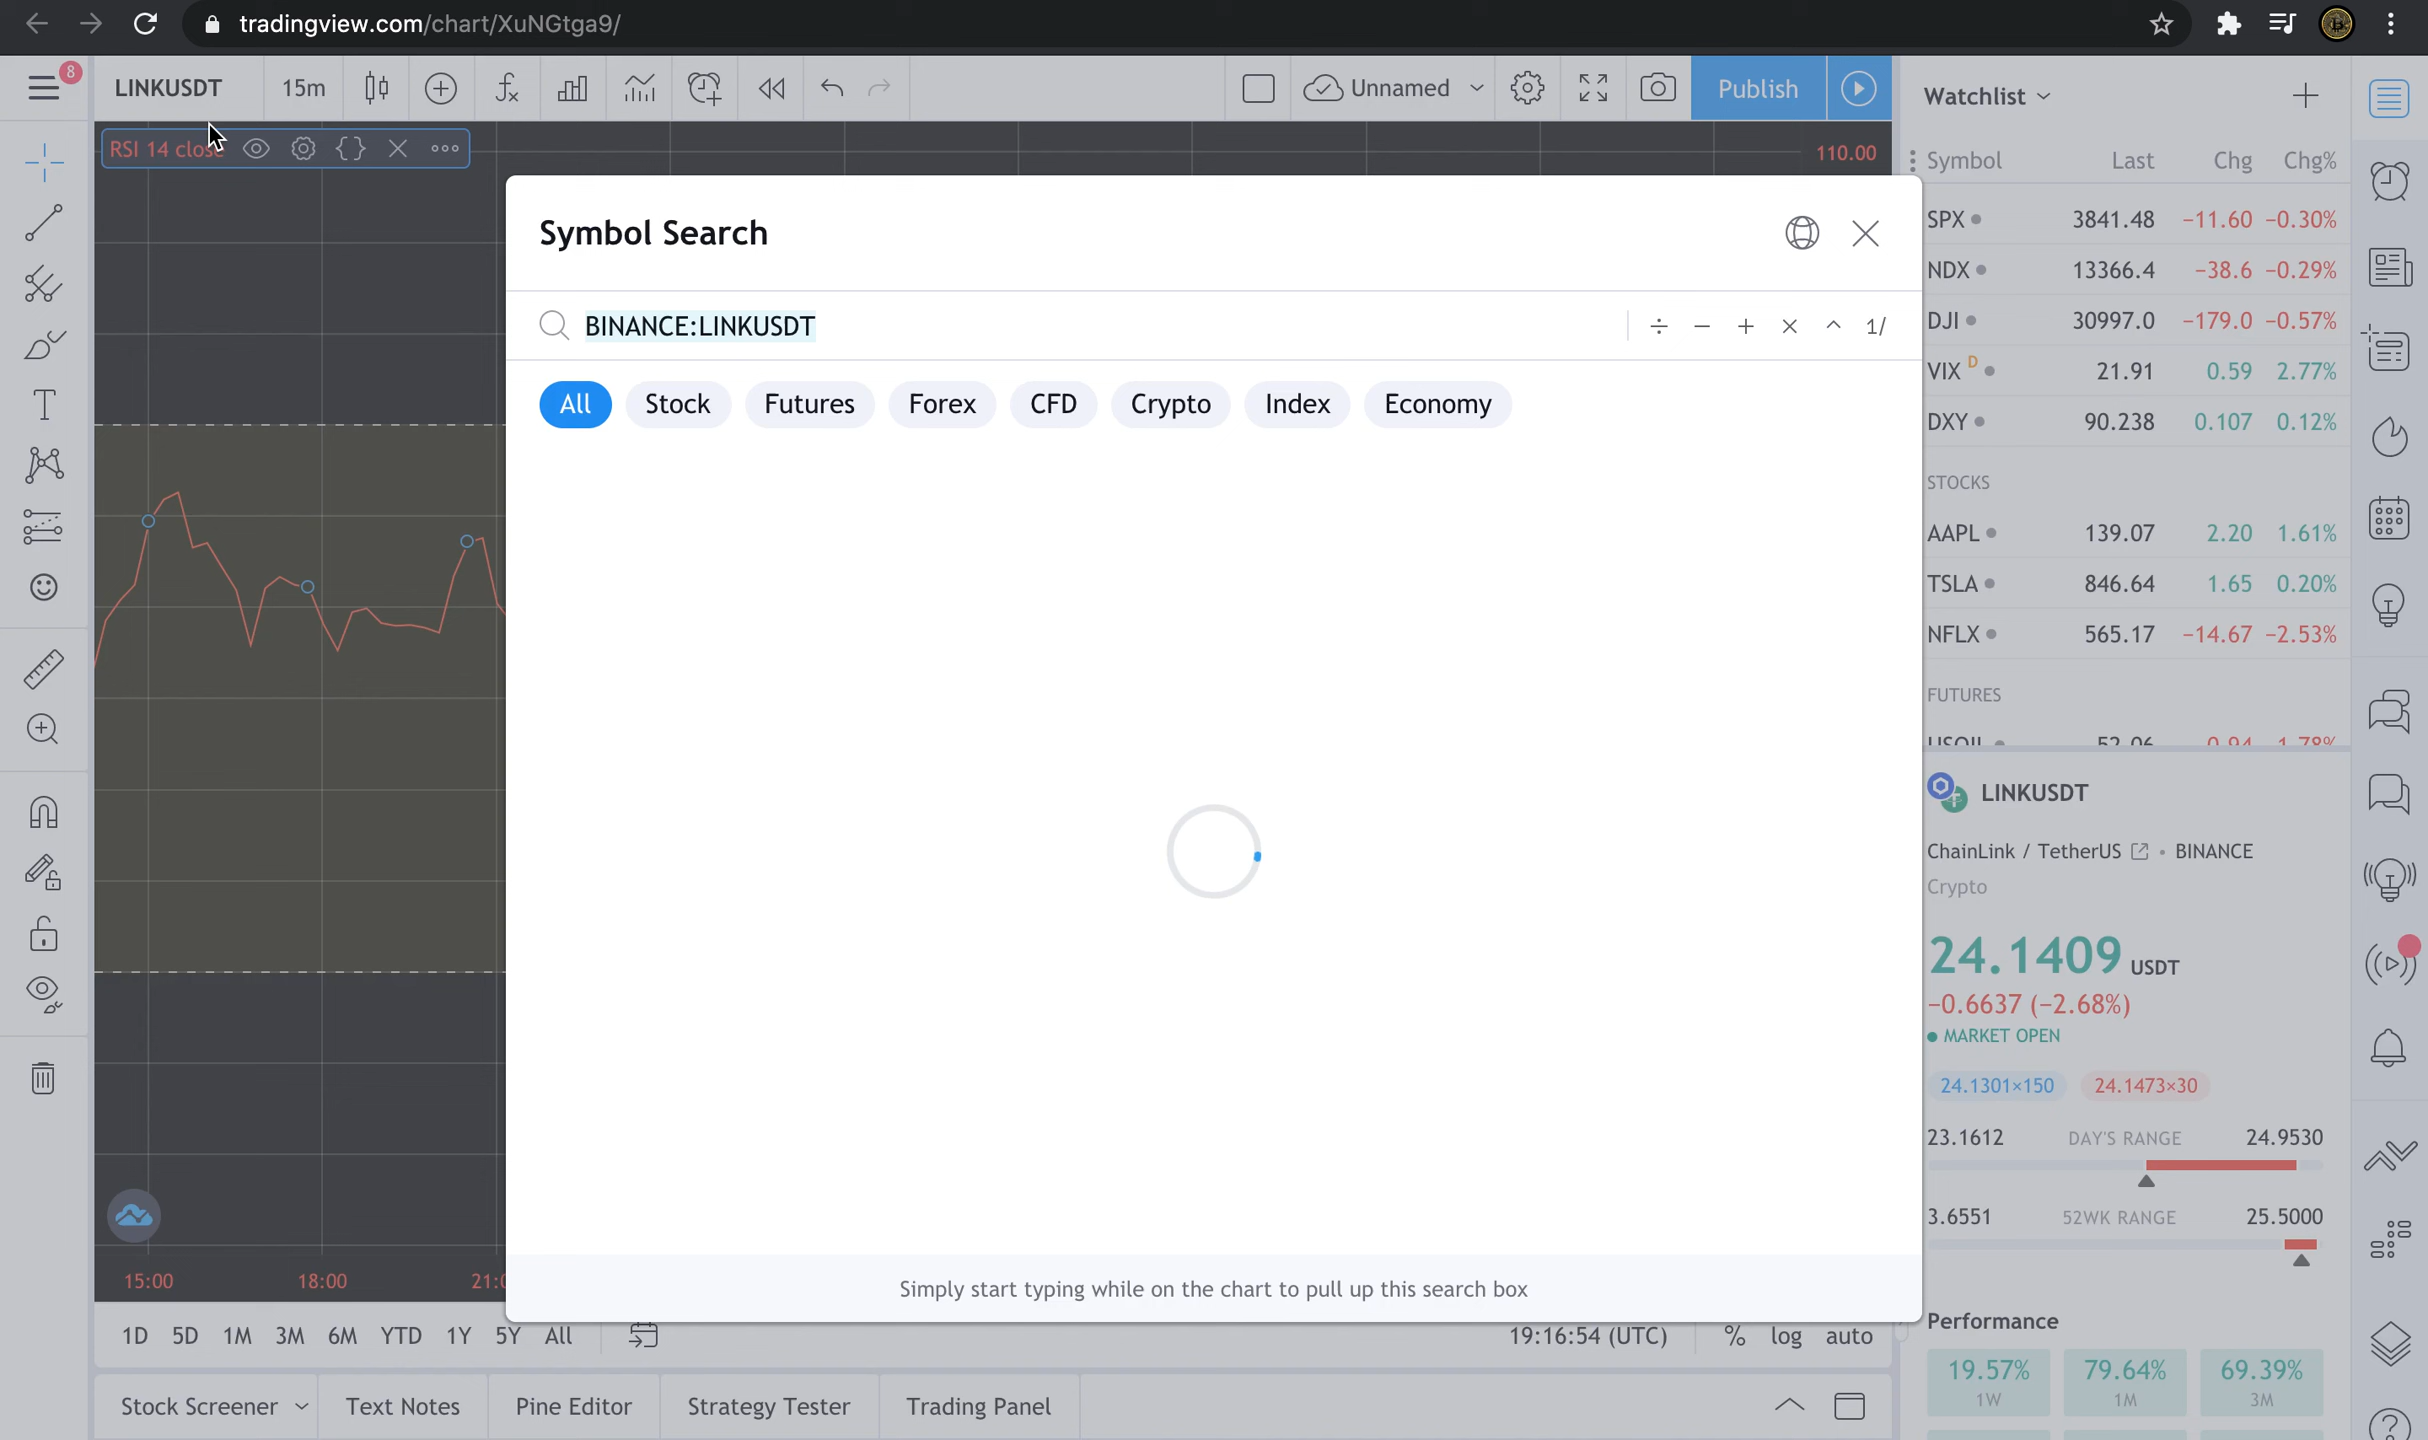 tradingview.com/chart/XuNGtga9/
8
LINKUSDT
15m
Unnamed
Publish
RSI 14 close
110.00
Symbol Search
BINANCE:LINKUSDT
÷ − + × ^ 1/
All Stock Futures Forex CFD Crypto Index Economy
Simply start typing while on the chart to pull up this search box
15:00 18:00
1D 5D 1M 3M 6M YTD 1Y 5Y All
19:16:54 (UTC) % log auto
Stock Screener Text Notes Pine Editor Strategy Tester Trading Panel
Watchlist
Symbol Last Chg Chg%
SPX 3841.48 −11.60 −0.30%
NDX 13366.4 −38.6 −0.29%
DJI 30997.0 −179.0 −0.57%
VIX D 21.91 0.59 2.77%
DXY 90.238 0.107 0.12%
STOCKS
AAPL 139.07 2.20 1.61%
TSLA 846.64 1.65 0.20%
NFLX 565.17 −14.67 −2.53%
FUTURES
USOIL 52.06 0.94 1.78%
LINKUSDT
ChainLink / TetherUS • BINANCE
Crypto
24.1409 USDT
−0.6637 (−2.68%)
MARKET OPEN
24.1301×150 24.1473×30
23.1612 DAY'S RANGE 24.9530
3.6551 52WK RANGE 25.5000
Performance
19.57% 79.64% 69.39%
1W 1M 3M